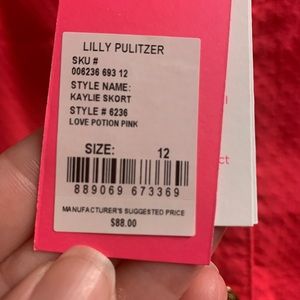 LILLY PULITZER
SKU #
006236 693 12
STYLE NAME:
KAYLIE SKORT
STYLE # 6236
LOVE POTION PINK
SIZE: 12
889069 673369
MANUFACTURER'S SUGGESTED PRICE
$88.00